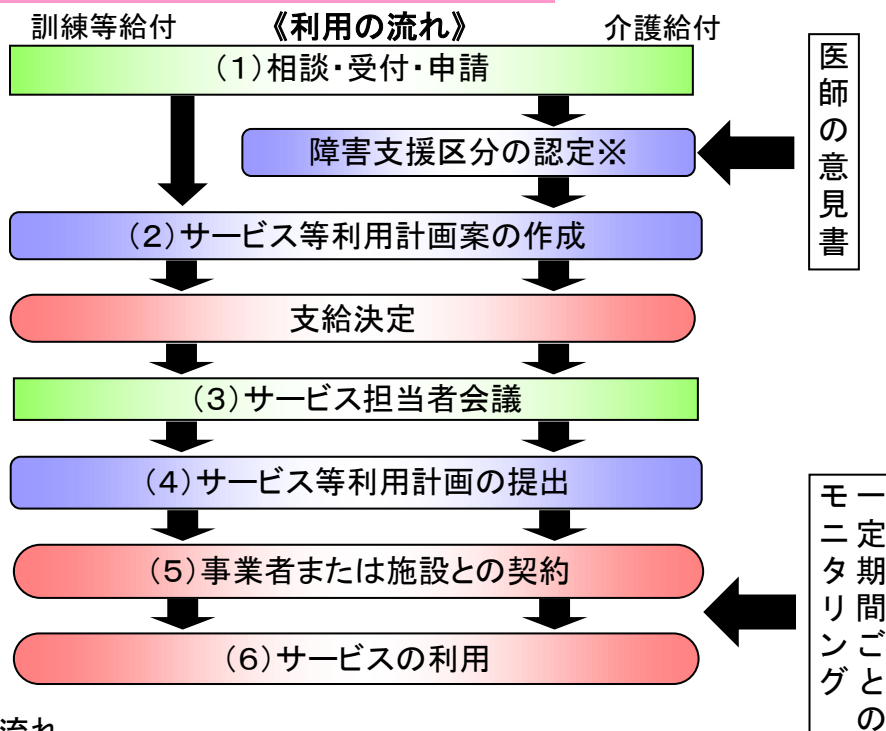 訓練等給付
《利用の流れ》
介護給付
(1)相談・受付・申請
障害支援区分の認定※
医師の意見書
(2)サービス等利用計画案の作成
支給決定
(3)サービス担当者会議
(4)サービス等利用計画の提出
(5)事業者または施設との契約
(6)サービスの利用
一定期間ごとの
モニタリング
流れ